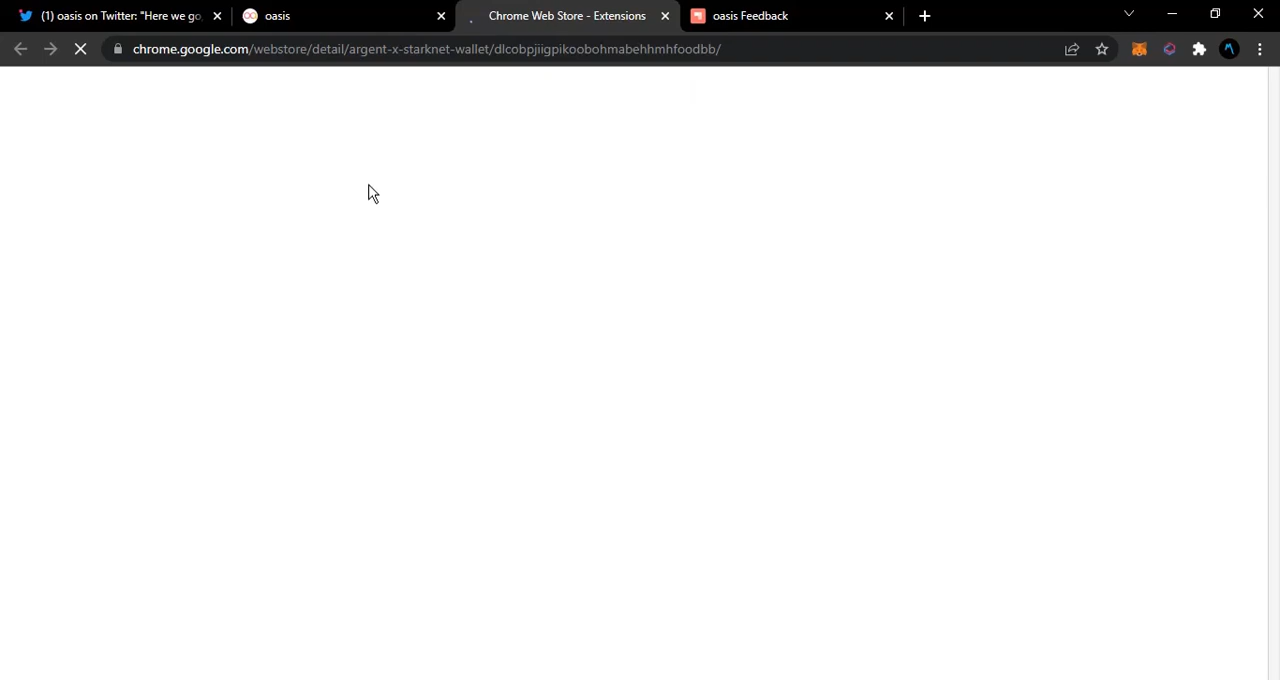 (1) oasis on Twitter: "Here we go,
oasis
Chrome Web Store - Extensions
oasis Feedback
chrome.google.com/webstore/detail/argent-x-starknet-wallet/dlcobpjiigpikoobohmabehhmhfoodbb/